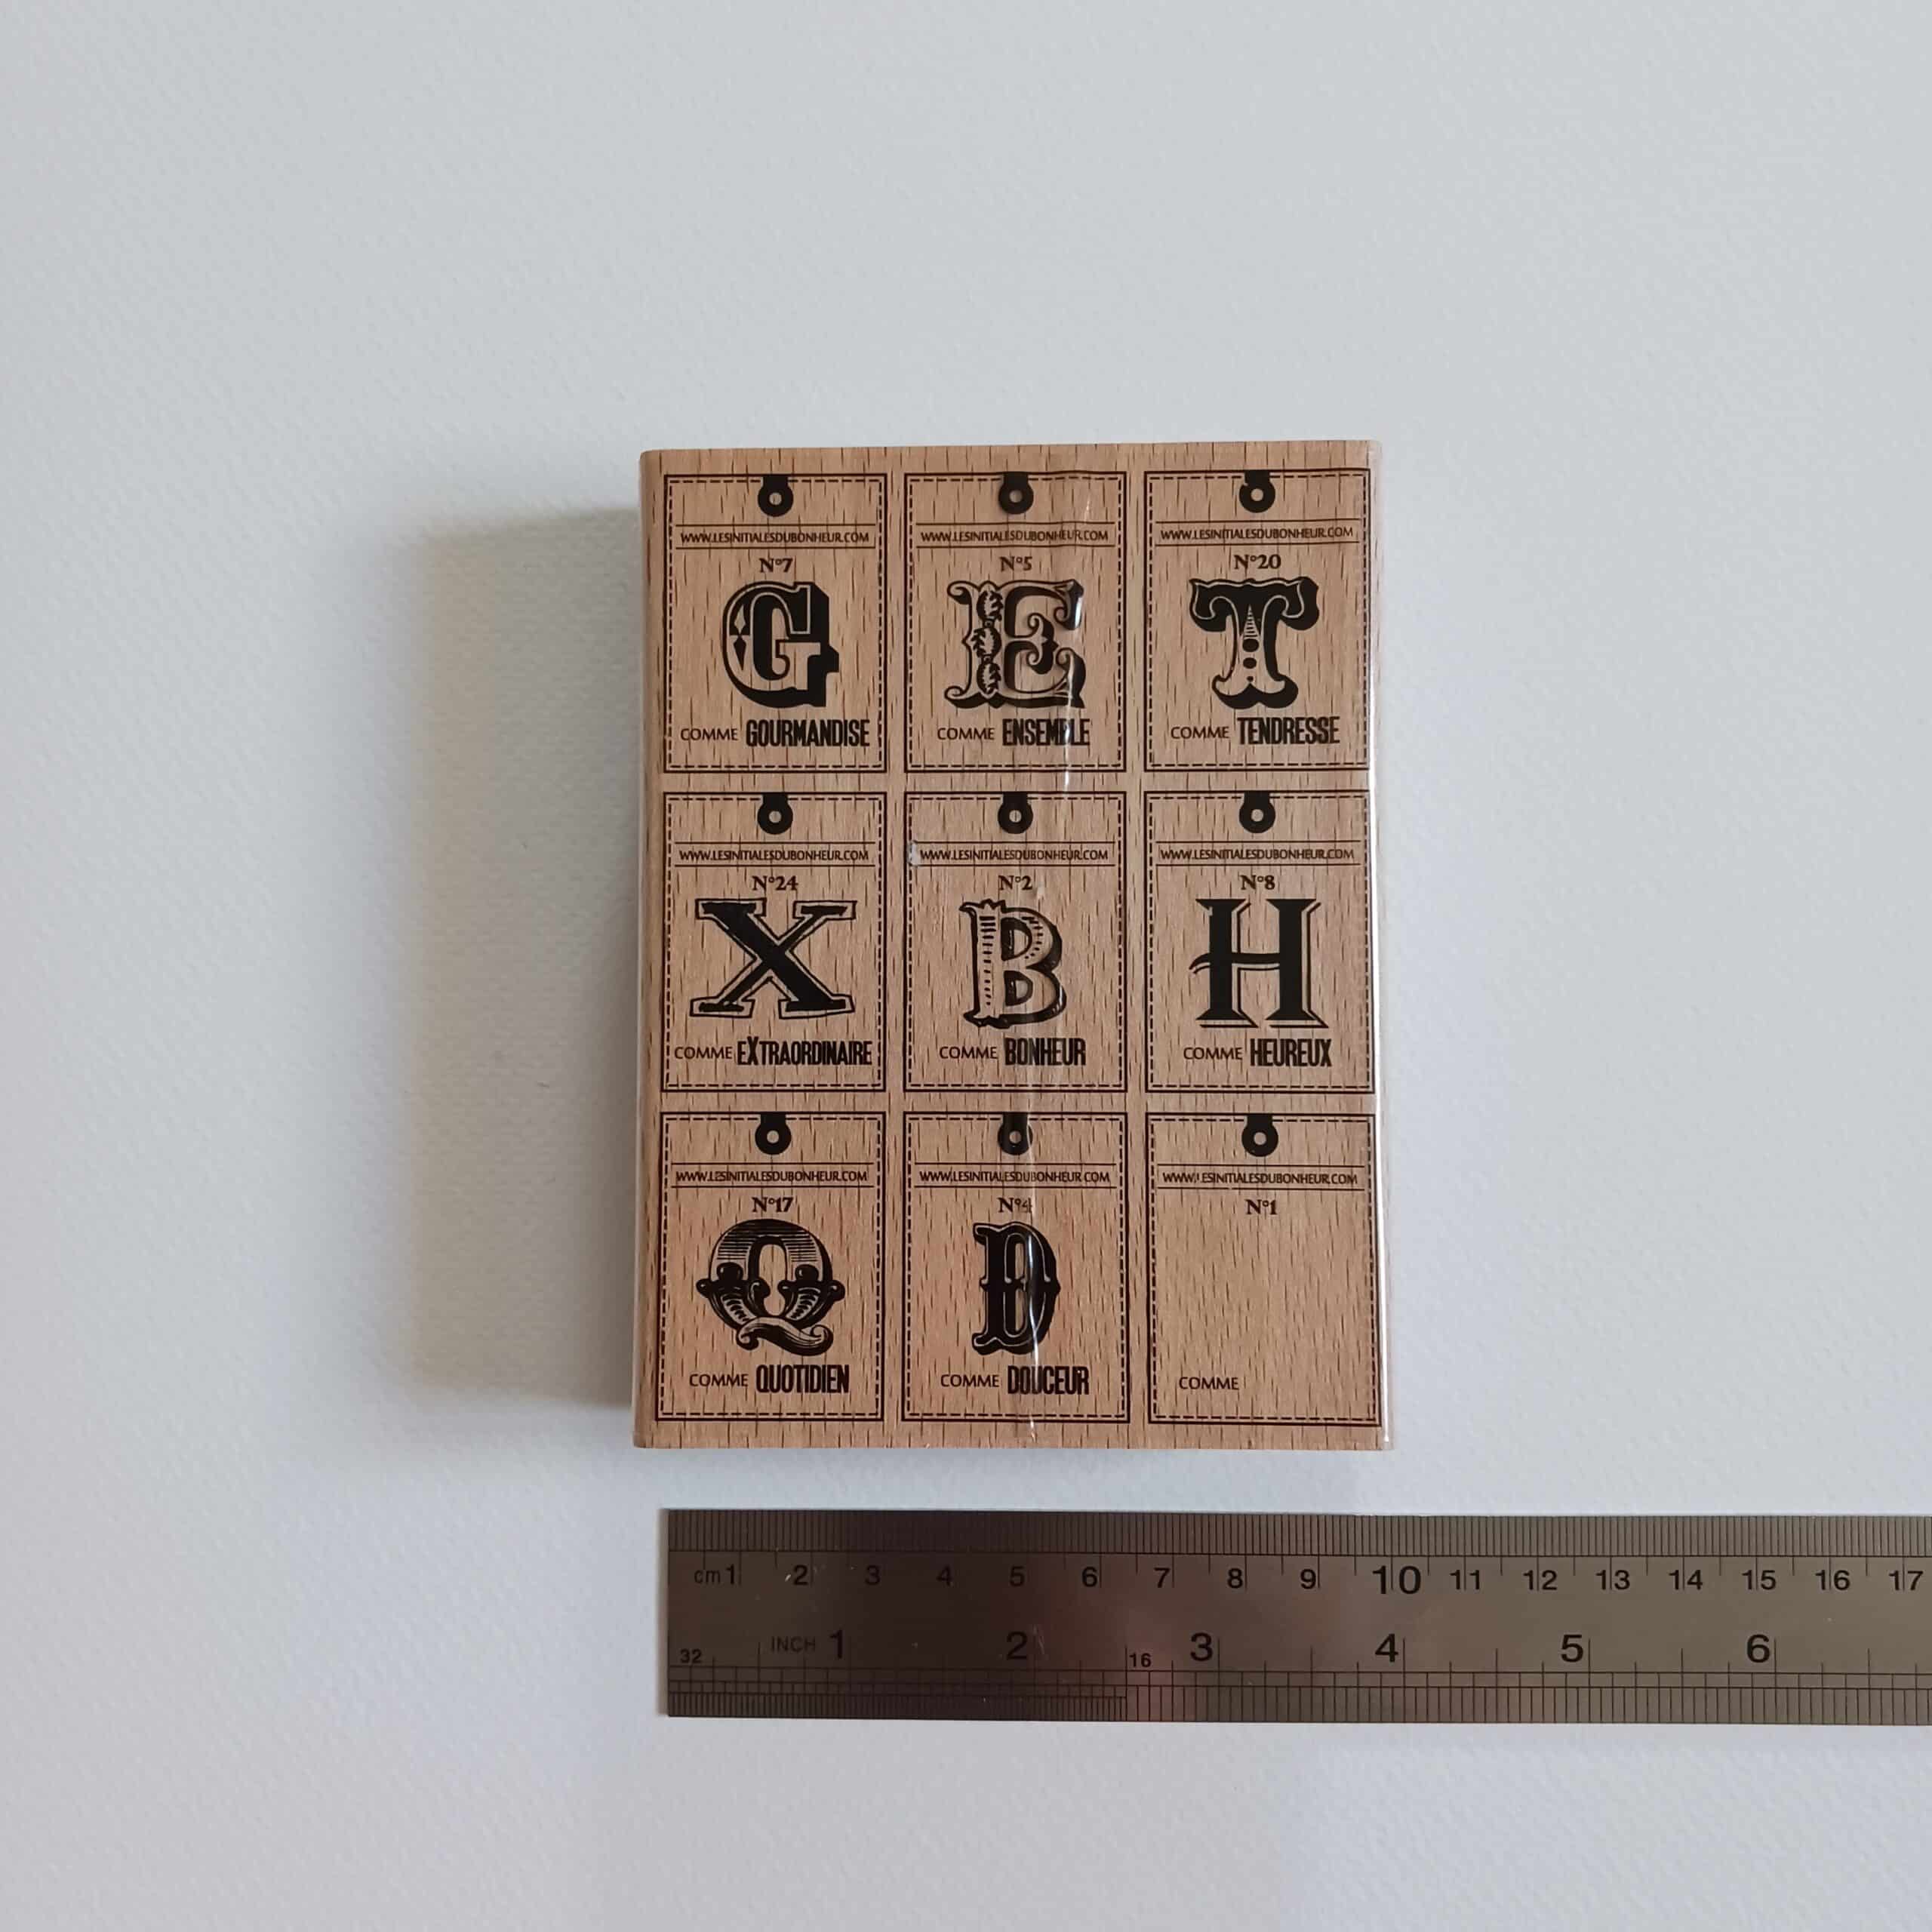 WWW.LESINITIALESDUBONHEUR.COM
N°7
G
COMME GOURMANDISE
WWW.LESINITIALESDUBONHEUR.COM
N°5
E
COMME ENSEMBLE
WWW.LESINITIALESDUBONHEUR.COM
N°20
T
COMME TENDRESSE
WWW.LESINITIALESDUBONHEUR.COM
N°24
X
COMME EXTRAORDINAIRE
WWW.LESINITIALESDUBONHEUR.COM
N°2
B
COMME BONHEUR
WWW.LESINITIALESDUBONHEUR.COM
N°8
H
COMME HEUREUX
WWW.LESINITIALESDUBONHEUR.COM
N°17
Q
COMME QUOTIDIEN
WWW.LESINITIALESDUBONHEUR.COM
N°4
D
COMME DOUCEUR
WWW.LESINITIALESDUBONHEUR.COM
N°1
COMME
cm 1 2 3 4 5 6 7 8 9 10 11 12 13 14 15 16 17
INCH 1 2 3 4 5 6
32 16